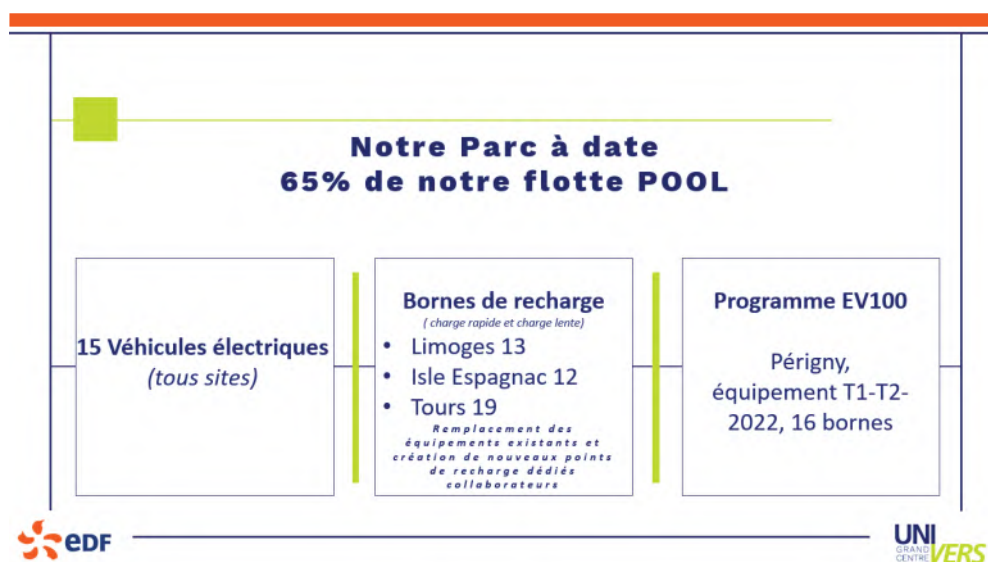 Notre Parc à date
65% de notre flotte POOL
15 Véhicules électriques
(tous sites)
Bornes de recharge
( charge rapide et charge lente)
• Limoges 13
• Isle Espagnac 12
• Tours 19
Remplacement des
équipements existants et
création de nouveaux points
de recharge dédiés
collaborateurs
Programme EV100
Périgny,
équipement T1-T2-
2022, 16 bornes
eDF
UNI
GRAND
CENTRE VERS